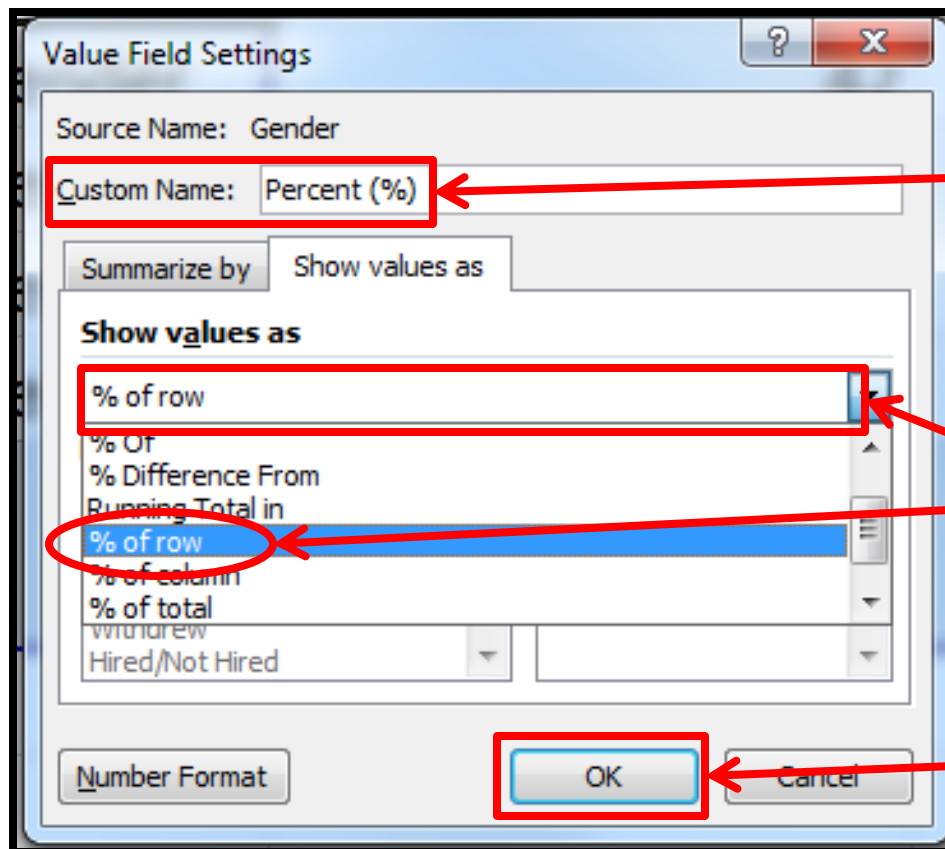 Value Field Settings
? X
Source Name: Gender
Custom Name: Percent (%)
Summarize by Show values as
Show values as
% of row
% Of
% Difference From
Running Total in
% of row
% of column
% of total
Withdrew
Hired/Not Hired
Number Format OK Cancel